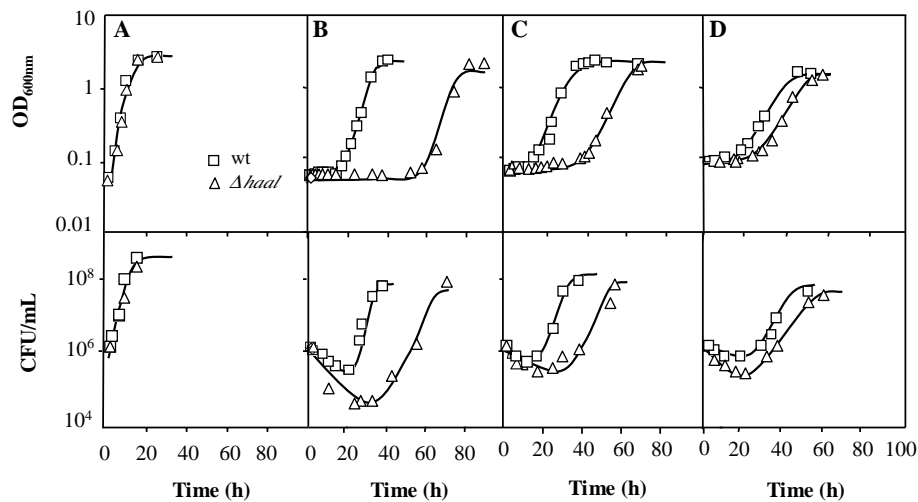 A B C D
10
1
0.1
0.01
OD600nm
wt
Δhaal
10^8
10^6
10^4
CFU/mL
0 20 40 60 80 0 20 40 60 80 0 20 40 60 80 0 20 40 60 80 100
Time (h) Time (h) Time (h) Time (h)